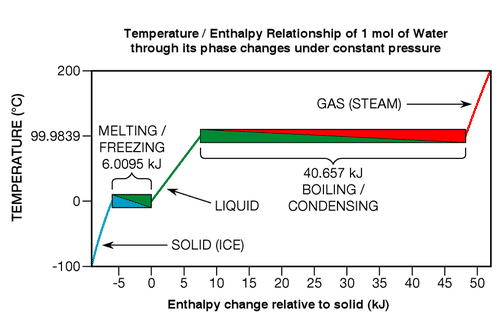 Temperature / Enthalpy Relationship of 1 mol of Water
through its phase changes under constant pressure
TEMPERATURE (°C)
200
99.9839
0
-100
GAS (STEAM)
MELTING /
FREEZING
6.0095 kJ
40.657 kJ
BOILING /
CONDENSING
LIQUID
SOLID (ICE)
-5 0 5 10 15 20 25 30 35 40 45 50
Enthalpy change relative to solid (kJ)